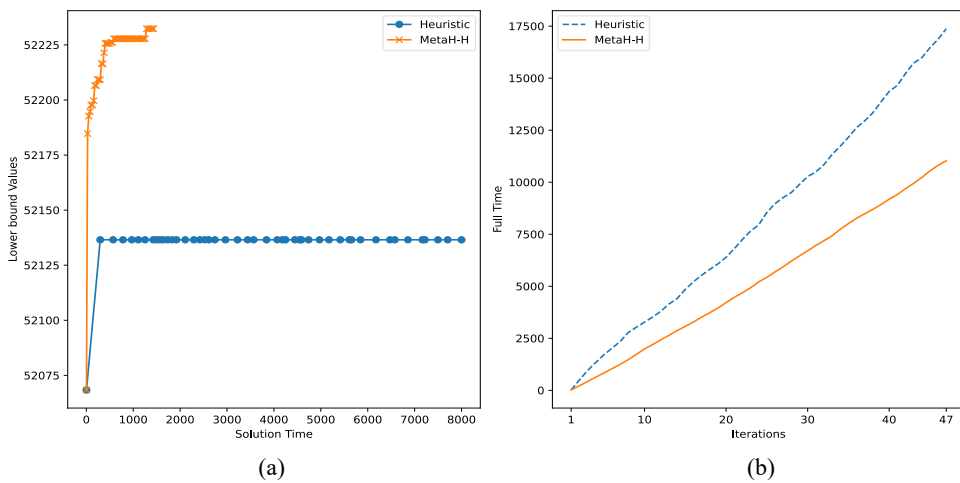 Heuristic
MetaH-H
52225
52200
52175
52150
52125
52100
52075
Lower bound Values
0 1000 2000 3000 4000 5000 6000 7000 8000
Solution Time
(a)
Heuristic
MetaH-H
17500
15000
12500
10000
7500
5000
2500
0
Full Time
1 10 20 30 40 47
Iterations
(b)